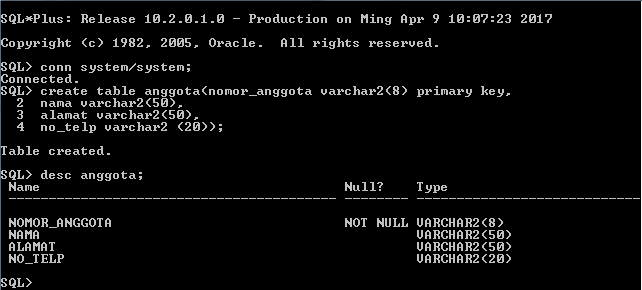 SQL*Plus: Release 10.2.0.1.0 - Production on Ming Apr 9 10:07:23 2017
Copyright (c) 1982, 2005, Oracle.  All rights reserved.
SQL> conn system/system;
Connected.
SQL> create table anggota(nomor_anggota varchar2(8) primary key,
  2  nama varchar2(50),
  3  alamat varchar2(50),
  4  no_telp varchar2 (20));
Table created.
SQL> desc anggota;
 Name                                      Null?    Type
 ----------------------------------------- -------- ----------------------------
 NOMOR_ANGGOTA                             NOT NULL VARCHAR2(8)
 NAMA                                               VARCHAR2(50)
 ALAMAT                                             VARCHAR2(50)
 NO_TELP                                            VARCHAR2(20)
SQL>